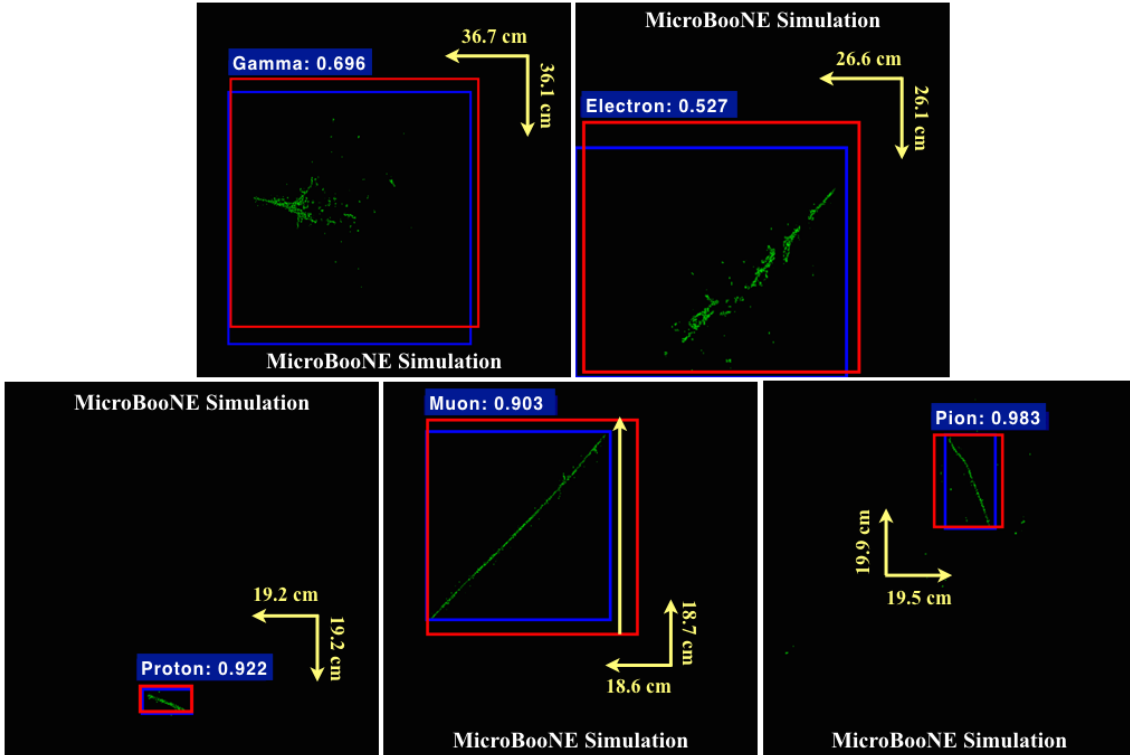 Gamma: 0.696
36.7 cm
36.1 cm
MicroBooNE Simulation
MicroBooNE Simulation
26.6 cm
26.1 cm
Electron: 0.527
MicroBooNE Simulation
19.2 cm
19.2 cm
Proton: 0.922
Muon: 0.903
18.7 cm
18.6 cm
MicroBooNE Simulation
Pion: 0.983
19.9 cm
19.5 cm
MicroBooNE Simulation